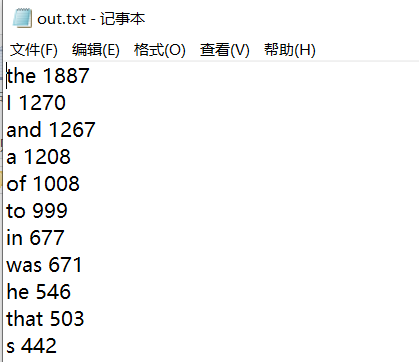 out.txt - 记事本
文件(F) 编辑(E) 格式(O) 查看(V) 帮助(H)
the 1887
I 1270
and 1267
a 1208
of 1008
to 999
in 677
was 671
he 546
that 503
s 442